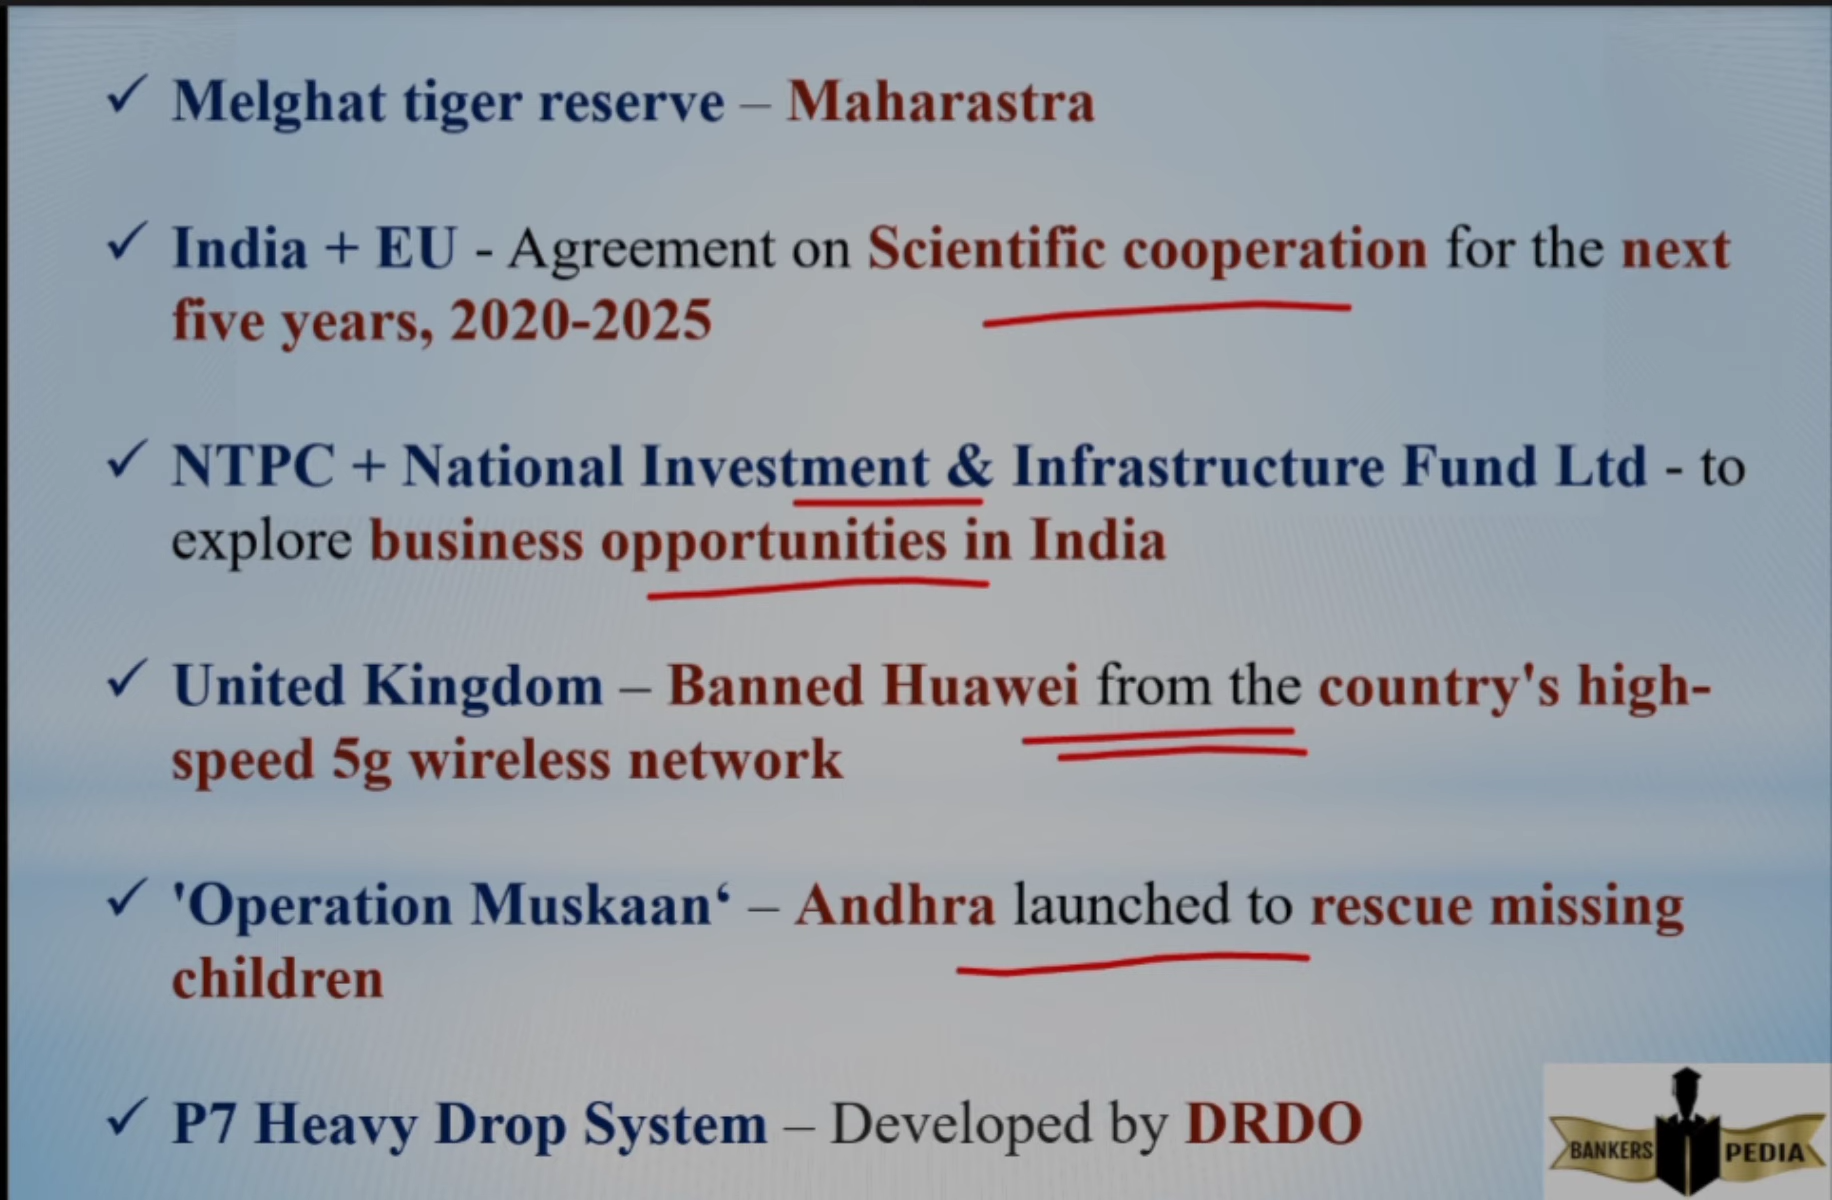 ✓ Melghat tiger reserve – Maharastra
✓ India + EU - Agreement on Scientific cooperation for the next
five years, 2020-2025
✓ NTPC + National Investment & Infrastructure Fund Ltd - to
explore business opportunities in India
✓ United Kingdom – Banned Huawei from the country's high-
speed 5g wireless network
✓ 'Operation Muskaan‘ – Andhra launched to rescue missing
children
✓ P7 Heavy Drop System – Developed by DRDO
BANKERS PEDIA